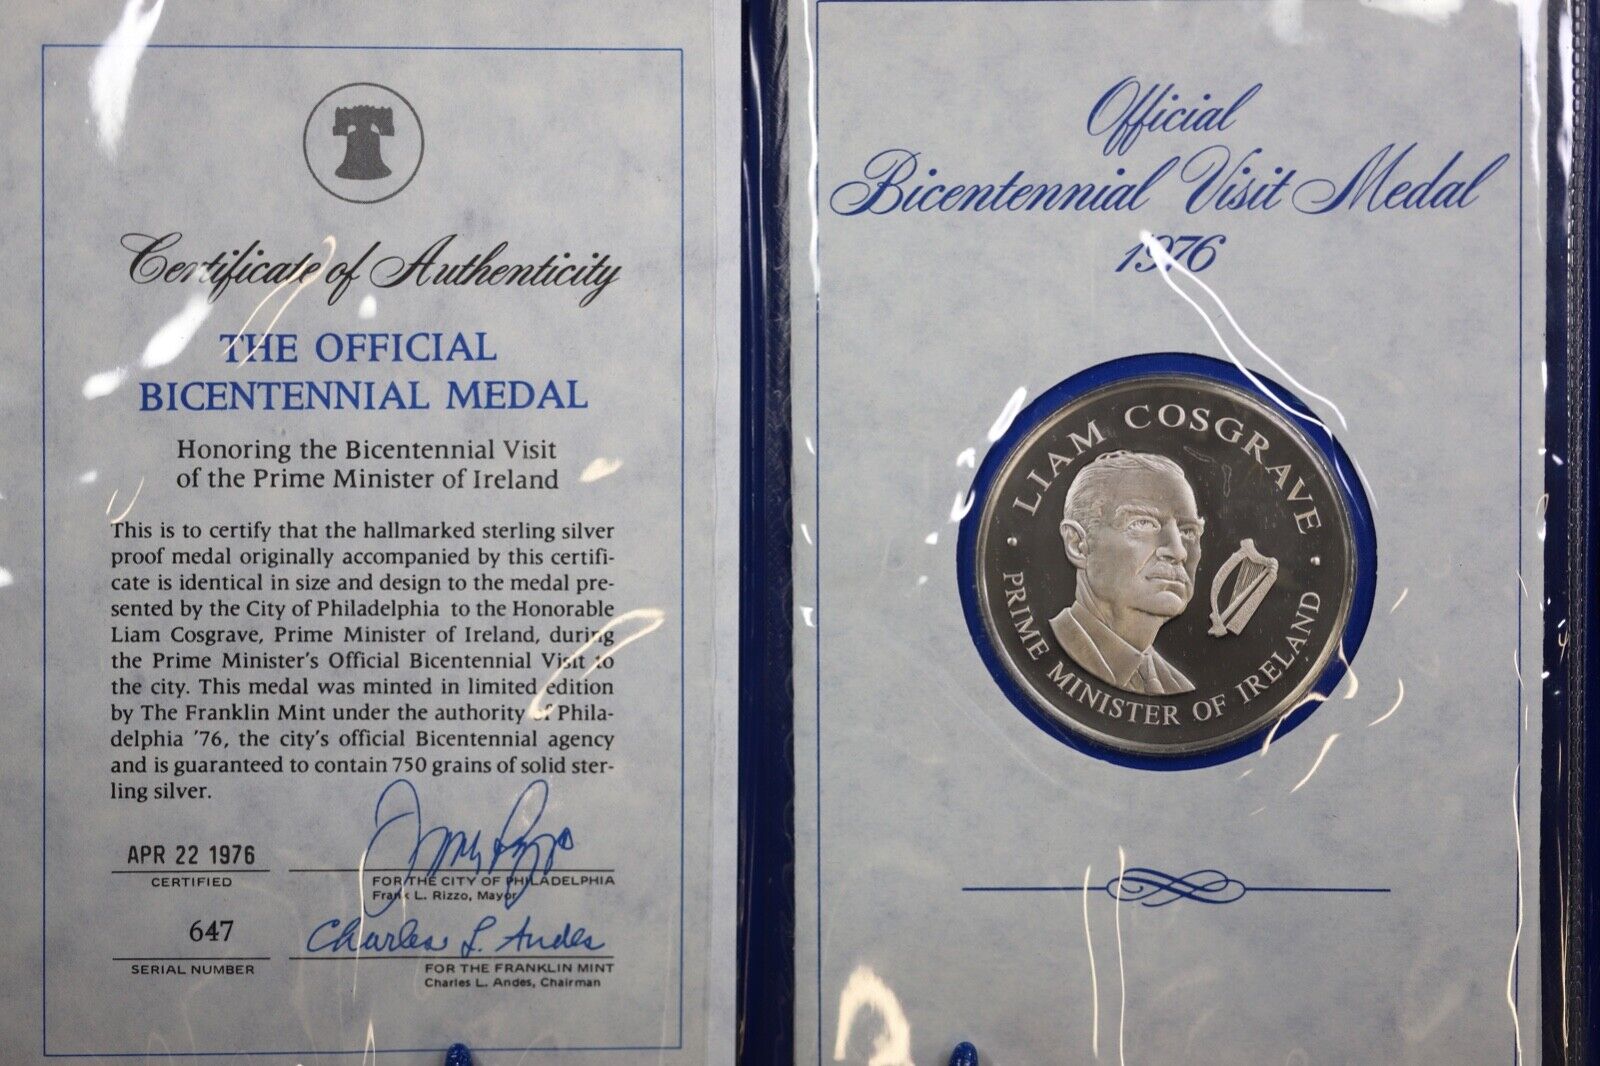 Certificate of Authenticity
THE OFFICIAL
BICENTENNIAL MEDAL
Honoring the Bicentennial Visit
of the Prime Minister of Ireland
This is to certify that the hallmarked sterling silver
proof medal originally accompanied by this certifi-
cate is identical in size and design to the medal pre-
sented by the City of Philadelphia to the Honorable
Liam Cosgrave, Prime Minister of Ireland, during
the Prime Minister's Official Bicentennial Visit to
the city. This medal was minted in limited edition
by The Franklin Mint under the authority of Phila-
delphia '76, the city's official Bicentennial agency
and is guaranteed to contain 750 grains of solid ster-
ling silver.
APR 22 1976
CERTIFIED
FOR THE CITY OF PHILADELPHIA
Frank L. Rizzo, Mayor
647
SERIAL NUMBER
Charles L. Andes
FOR THE FRANKLIN MINT
Charles L. Andes, Chairman
Official
Bicentennial Visit Medal
1976
LIAM COSGRAVE
PRIME MINISTER OF IRELAND